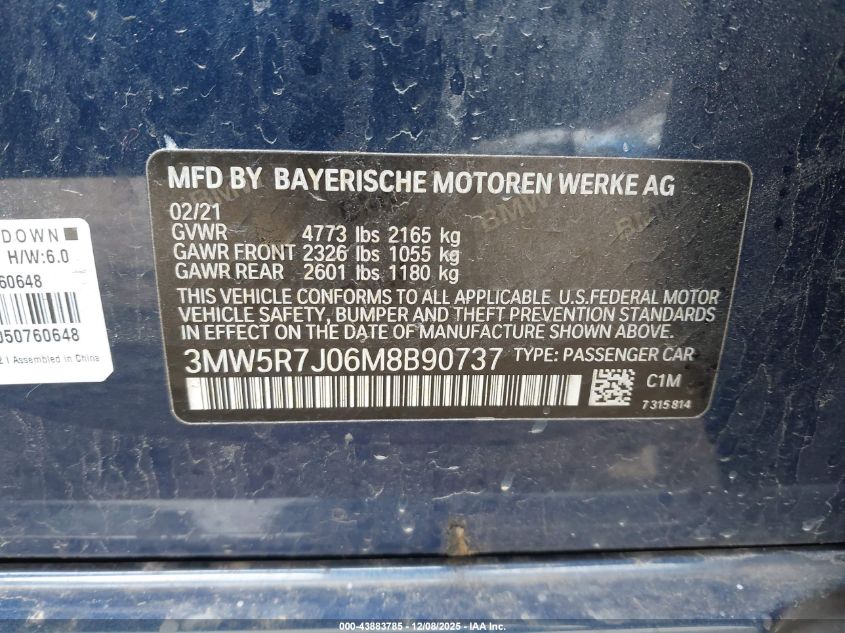 MFD BY BAYERISCHE MOTOREN WERKE AG
02/21
GVWR 4773 lbs 2165 kg
GAWR FRONT 2326 lbs 1055 kg
GAWR REAR 2601 lbs 1180 kg
THIS VEHICLE CONFORMS TO ALL APPLICABLE U.S.FEDERAL MOTOR
VEHICLE SAFETY, BUMPER AND THEFT PREVENTION STANDARDS
IN EFFECT ON THE DATE OF MANUFACTURE SHOWN ABOVE.
3MW5R7J06M8B90737 TYPE: PASSENGER CAR
C1M
7315814
DOWN
H/W:6.0
60648
050760648
Assembled in China
BMW
000-43883785 | 12/08/2025 - IAA Inc.